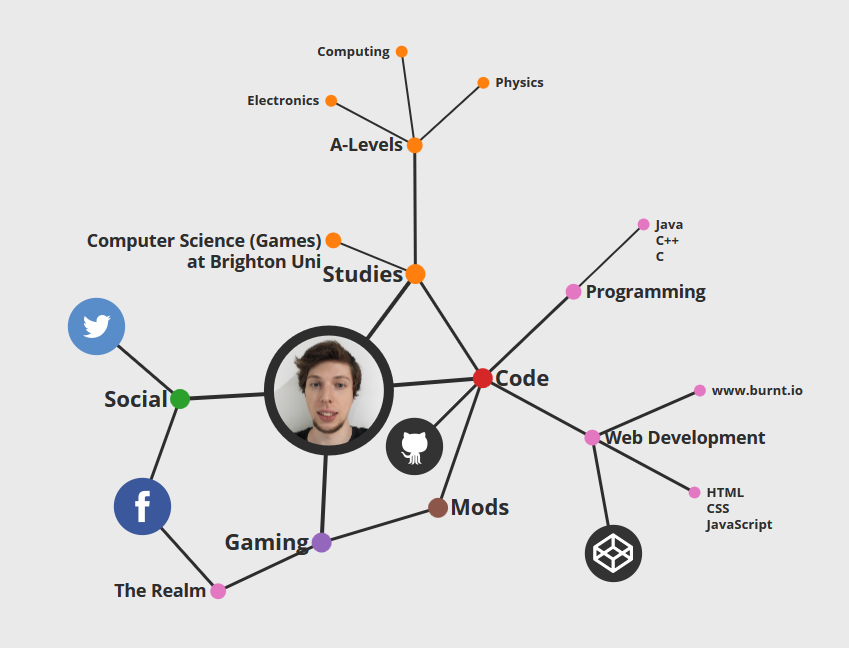 Computing
Physics
Electronics
A-Levels
Java
C++
C
Computer Science (Games)
at Brighton Uni
Studies
Programming
Code
www.burnt.io
Social
Web Development
HTML
CSS
JavaScript
Mods
Gaming
The Realm